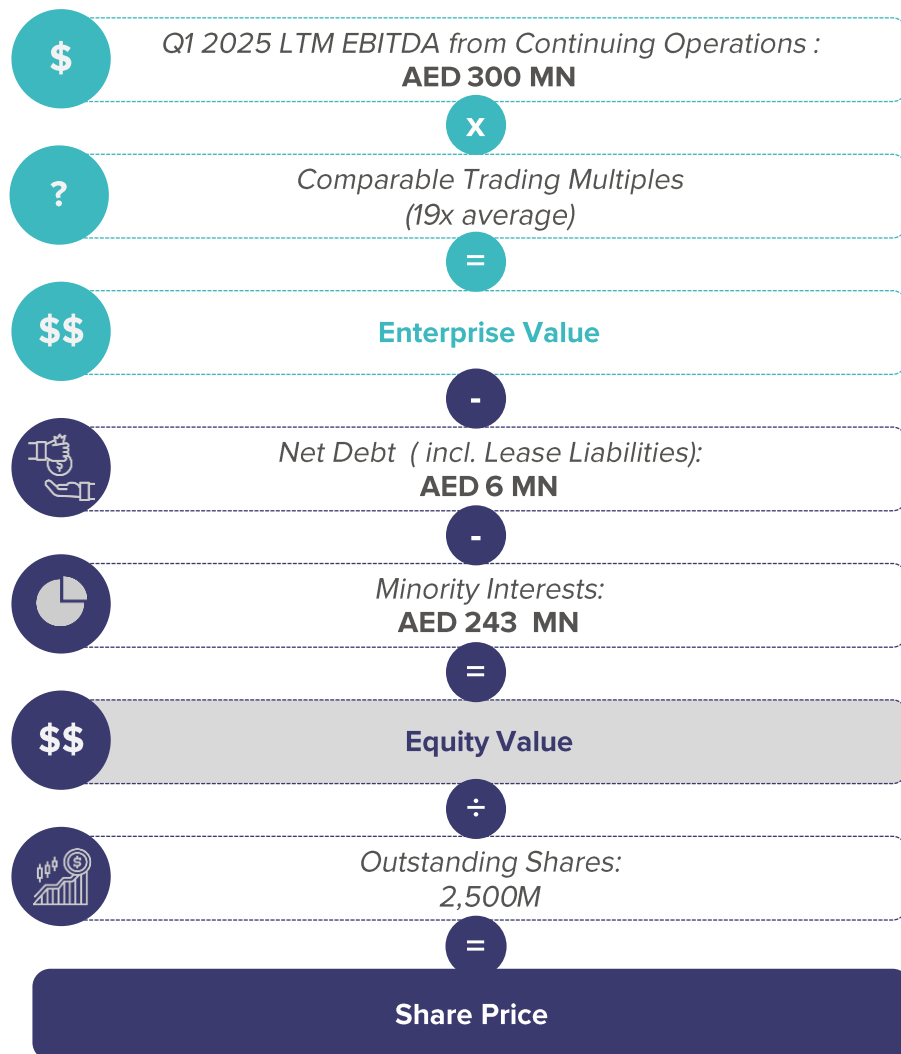 $
Q1 2025 LTM EBITDA from Continuing Operations :
AED 300 MN
x
?
Comparable Trading Multiples
(19x average)
=
$$
Enterprise Value
-
Net Debt ( incl. Lease Liabilities):
$
AED 6 MN
-
Minority Interests:
AED 243 MN
=
$$
Equity Value
÷
Outstanding Shares:
$
2,500M
=
Share Price